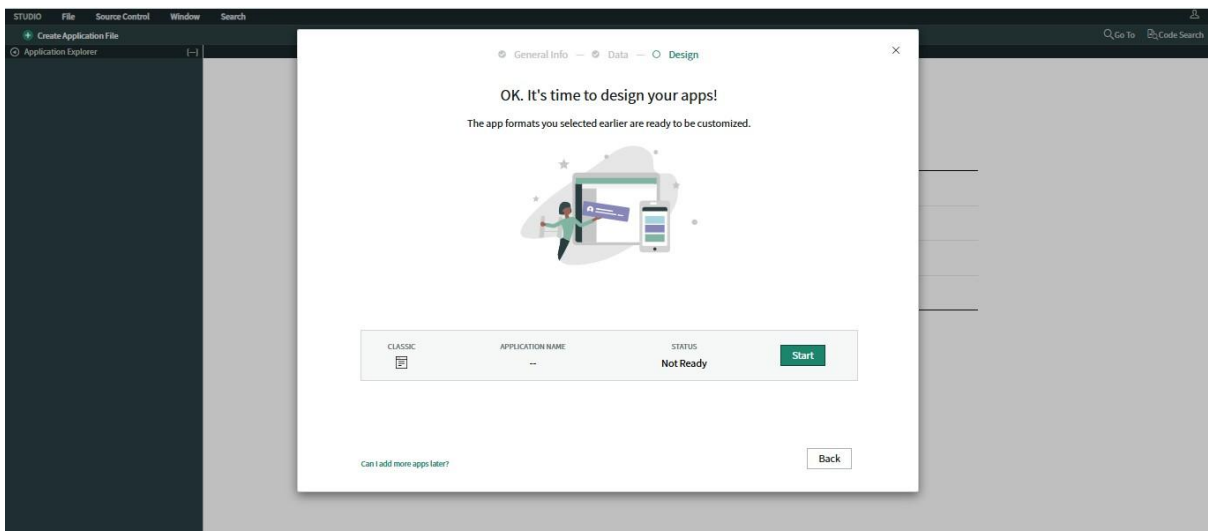 STUDIO File Source Control Window Search
Create Application File
Go To Code Search
Application Explorer
General Info — Data — Design
OK. It's time to design your apps!
The app formats you selected earlier are ready to be customized.
CLASSIC APPLICATION NAME STATUS
-- Not Ready
Start
Can I add more apps later?
Back